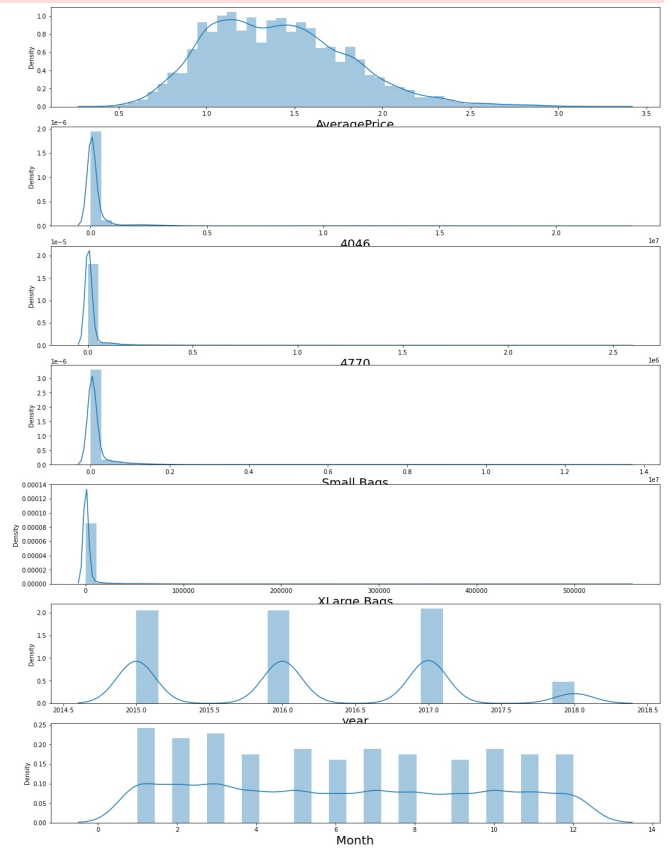 1.0
0.8
0.6
0.4
0.2
0.0
Density
0.5 1.0 1.5 2.0 2.5 3.0 3.5
AveragePrice
1e−6
2.0
1.5
1.0
0.5
0.0
Density
0.0 0.5 1.0 1.5 2.0
1e7
4046
1e−5
2.0
1.5
1.0
0.5
0.0
Density
0.0 0.5 1.0 1.5 2.0 2.5
1e6
4770
1e−6
3.0
2.5
2.0
1.5
1.0
0.5
0.0
Density
0.0 0.2 0.4 0.6 0.8 1.0 1.2 1.4
1e7
Small Bags
0.00014
0.00012
0.00010
0.00008
0.00006
0.00004
0.00002
0.00000
Density
0 100000 200000 300000 400000 500000
XLarge Bags
2.0
1.5
1.0
0.5
0.0
Density
2014.5 2015.0 2015.5 2016.0 2016.5 2017.0 2017.5 2018.0 2018.5
year
0.25
0.20
0.15
0.10
0.05
0.00
Density
0 2 4 6 8 10 12 14
Month